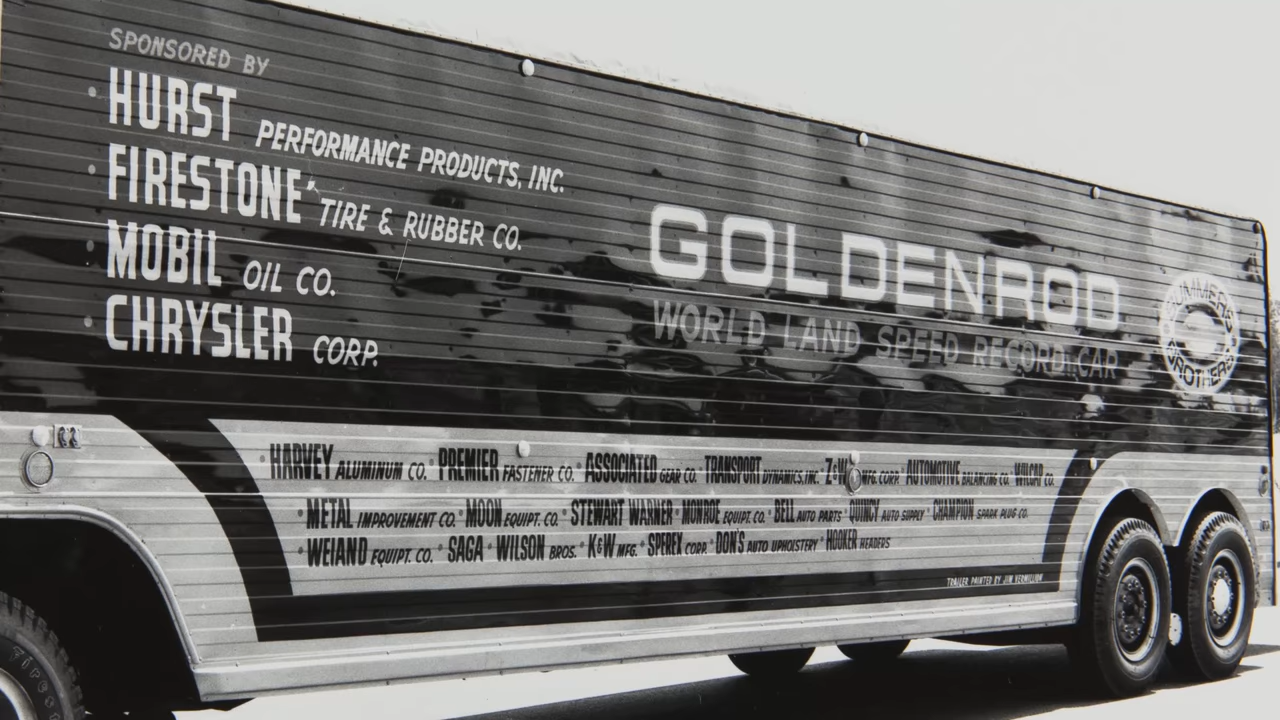 SPONSORED BY
HURST PERFORMANCE PRODUCTS, INC.
FIRESTONE TIRE & RUBBER CO.
MOBIL OIL CO.
CHRYSLER CORP.
GOLDENROD
WORLD LAND SPEED RECORD CAR
SUMMERS BROTHERS
HARVEY ALUMINUM CO. PREMIER FASTENER CO. ASSOCIATED GEAR CO. TRANSPORT DYNAMICS, INC. MFG. CORP. AUTOMOTIVE BALANCING CO. WILCAP CO.
METAL IMPROVEMENT CO. MOON EQUIPT. CO. STEWART WARNER MONROE EQUIPT. CO. BELL AUTO PARTS QUINCY AUTO SUPPLY CHAMPION SPARK PLUG CO.
WEIAND EQUIPT. CO. SAGA WILSON BROS. K&W MFG. SPEREX CORP. DON'S AUTO UPHOLSTERY HOOKER HEADERS
TRAILER PAINTED BY JIM VERMILLION